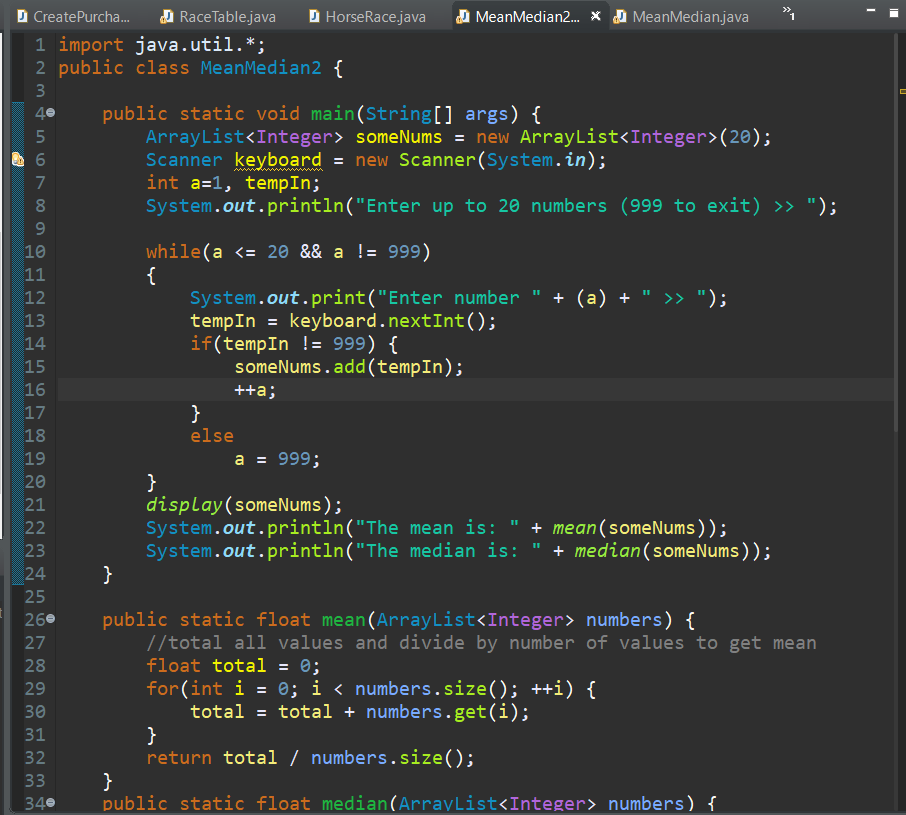 CreatePurcha... RaceTable.java HorseRace.java MeanMedian2... MeanMedian.java »1
1 import java.util.*;
2 public class MeanMedian2 {
3
4 public static void main(String[] args) {
5 ArrayList<Integer> someNums = new ArrayList<Integer>(20);
6 Scanner keyboard = new Scanner(System.in);
7 int a=1, tempIn;
8 System.out.println("Enter up to 20 numbers (999 to exit) >> ");
9
10 while(a <= 20 && a != 999)
11 {
12 System.out.print("Enter number " + (a) + " >> ");
13 tempIn = keyboard.nextInt();
14 if(tempIn != 999) {
15 someNums.add(tempIn);
16 ++a;
17 }
18 else
19 a = 999;
20 }
21 display(someNums);
22 System.out.println("The mean is: " + mean(someNums));
23 System.out.println("The median is: " + median(someNums));
24 }
25
26 public static float mean(ArrayList<Integer> numbers) {
27 //total all values and divide by number of values to get mean
28 float total = 0;
29 for(int i = 0; i < numbers.size(); ++i) {
30 total = total + numbers.get(i);
31 }
32 return total / numbers.size();
33 }
34 public static float median(ArrayList<Integer> numbers) {